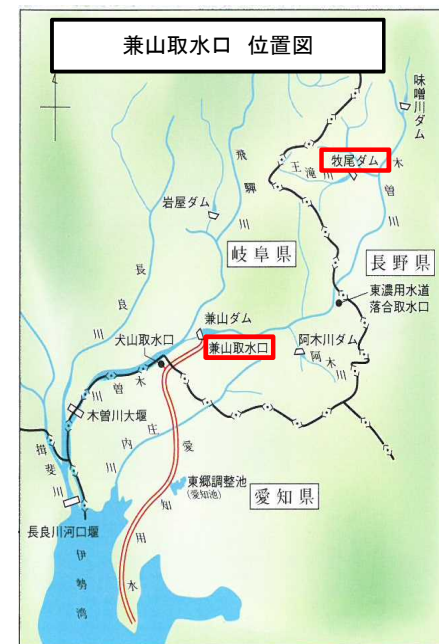 兼山取水口 位置図
味噌川ダム
牧尾ダム
王滝川
木曽川
飛騨川
岩屋ダム
岐阜県
長野県
長良川
東濃用水道
落合取水口
兼山ダム
犬山取水口
兼山取水口
阿木川ダム
阿木川
木曽川
木曽川大堰
庄内川
揖斐川
愛知用水
東郷調整池
(愛知池)
愛知県
長良川河口堰
伊勢湾